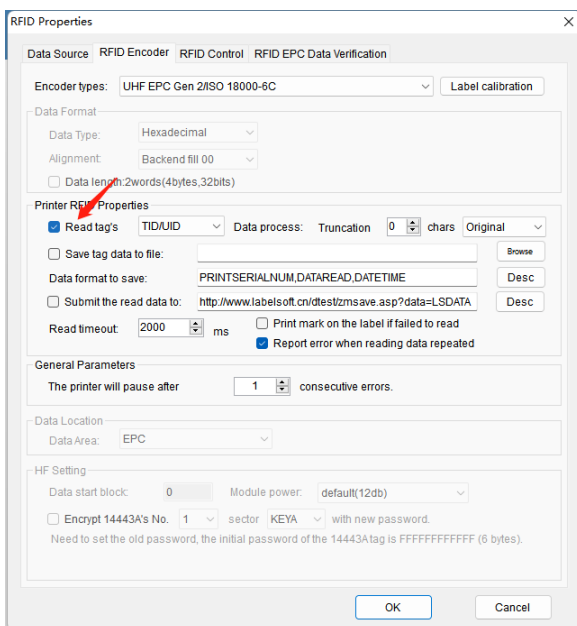 RFID Properties
Data Source RFID Encoder RFID Control RFID EPC Data Verification
Encoder types: UHF EPC Gen 2/ISO 18000-6C Label calibration
Data Format
Data Type: Hexadecimal
Alignment: Backend fill 00
Data length:2words(4bytes,32bits)
Printer RFID Properties
Read tag's TID/UID Data process: Truncation 0 chars Original
Save tag data to file: Browse
Data format to save: PRINTSERIALNUM,DATAREAD,DATETIME Desc
Submit the read data to: http://www.labelsoft.cn/dtest/zmsave.asp?data=LSDATA Desc
Read timeout: 2000 ms Print mark on the label if failed to read
Report error when reading data repeated
General Parameters
The printer will pause after 1 consecutive errors.
Data Location
Data Area: EPC
HF Setting
Data start block: 0 Module power: default(12db)
Encrypt 14443A's No. 1 sector KEYA with new password.
Need to set the old password, the initial password of the 14443A tag is FFFFFFFFFFFF (6 bytes).
OK Cancel